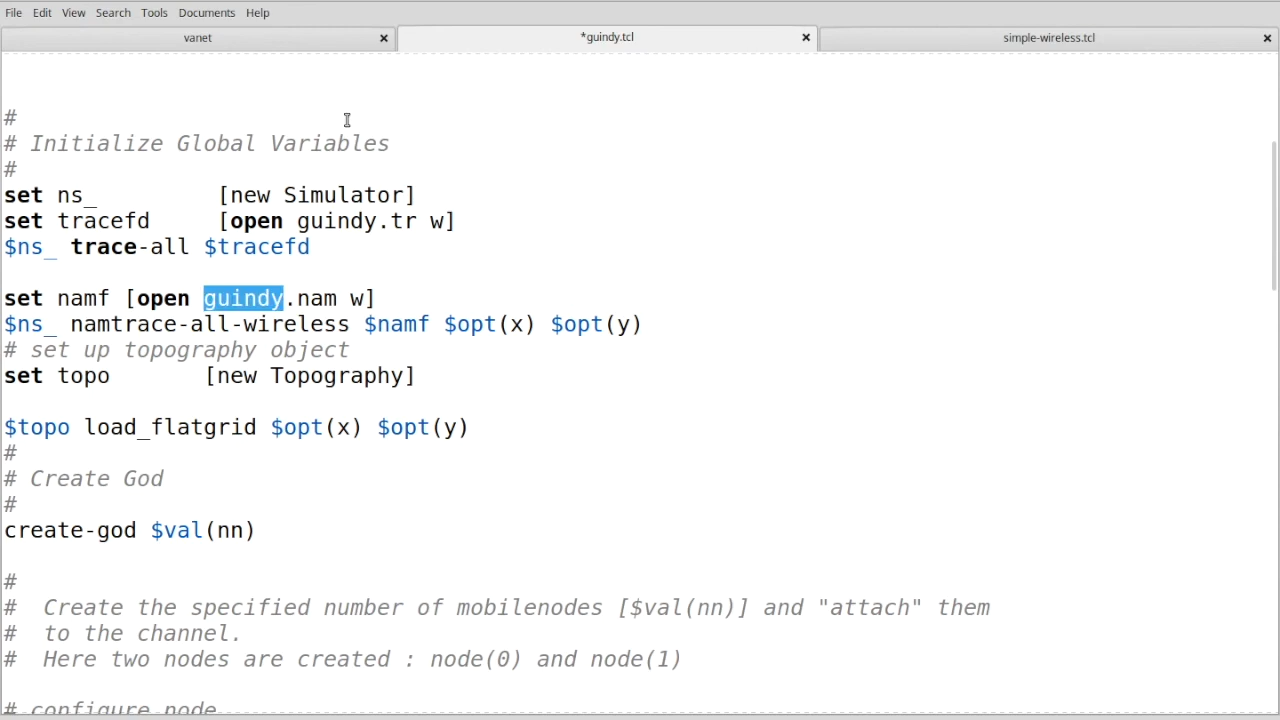 File Edit View Search Tools Documents Help
vanet × *guindy.tcl × simple-wireless.tcl ×
#
# Initialize Global Variables
#
set ns_ [new Simulator]
set tracefd [open guindy.tr w]
$ns_ trace-all $tracefd
set namf [open guindy.nam w]
$ns_ namtrace-all-wireless $namf $opt(x) $opt(y)
# set up topography object
set topo [new Topography]
$topo load_flatgrid $opt(x) $opt(y)
#
# Create God
#
create-god $val(nn)
#
# Create the specified number of mobilenodes [$val(nn)] and "attach" them
# to the channel.
# Here two nodes are created : node(0) and node(1)
# configure node